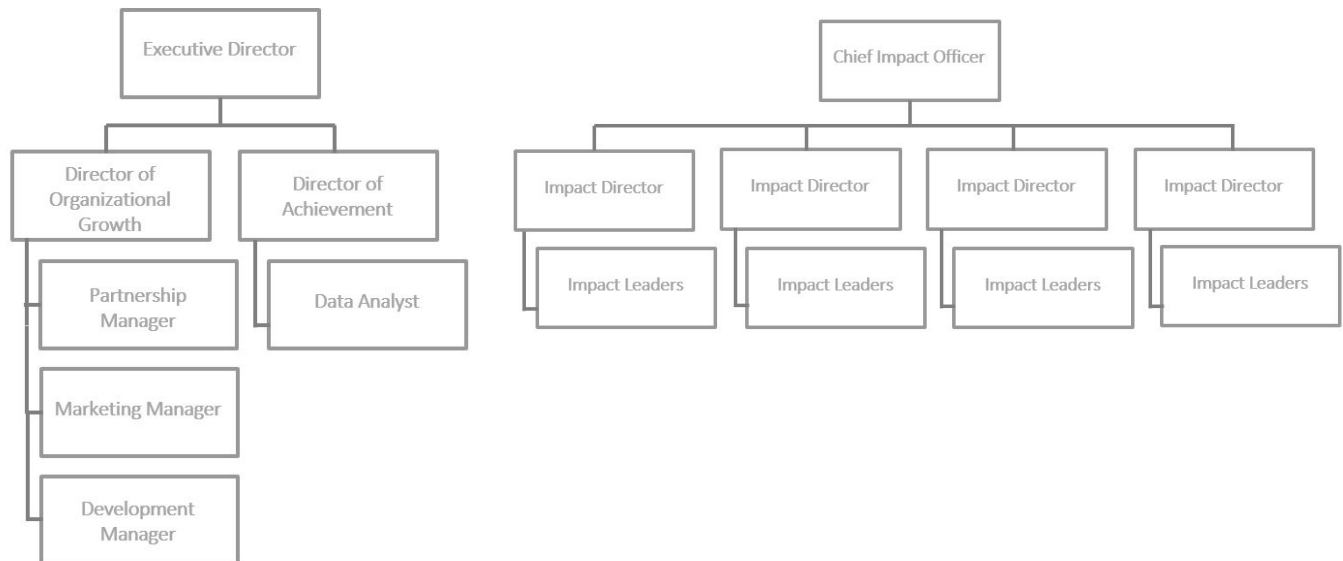 Executive Director
Chief Impact Officer
Director of
Organizational
Growth
Director of
Achievement
Impact Director
Impact Director
Impact Director
Impact Director
Partnership
Manager
Data Analyst
Impact Leaders
Impact Leaders
Impact Leaders
Impact Leaders
Marketing Manager
Development
Manager